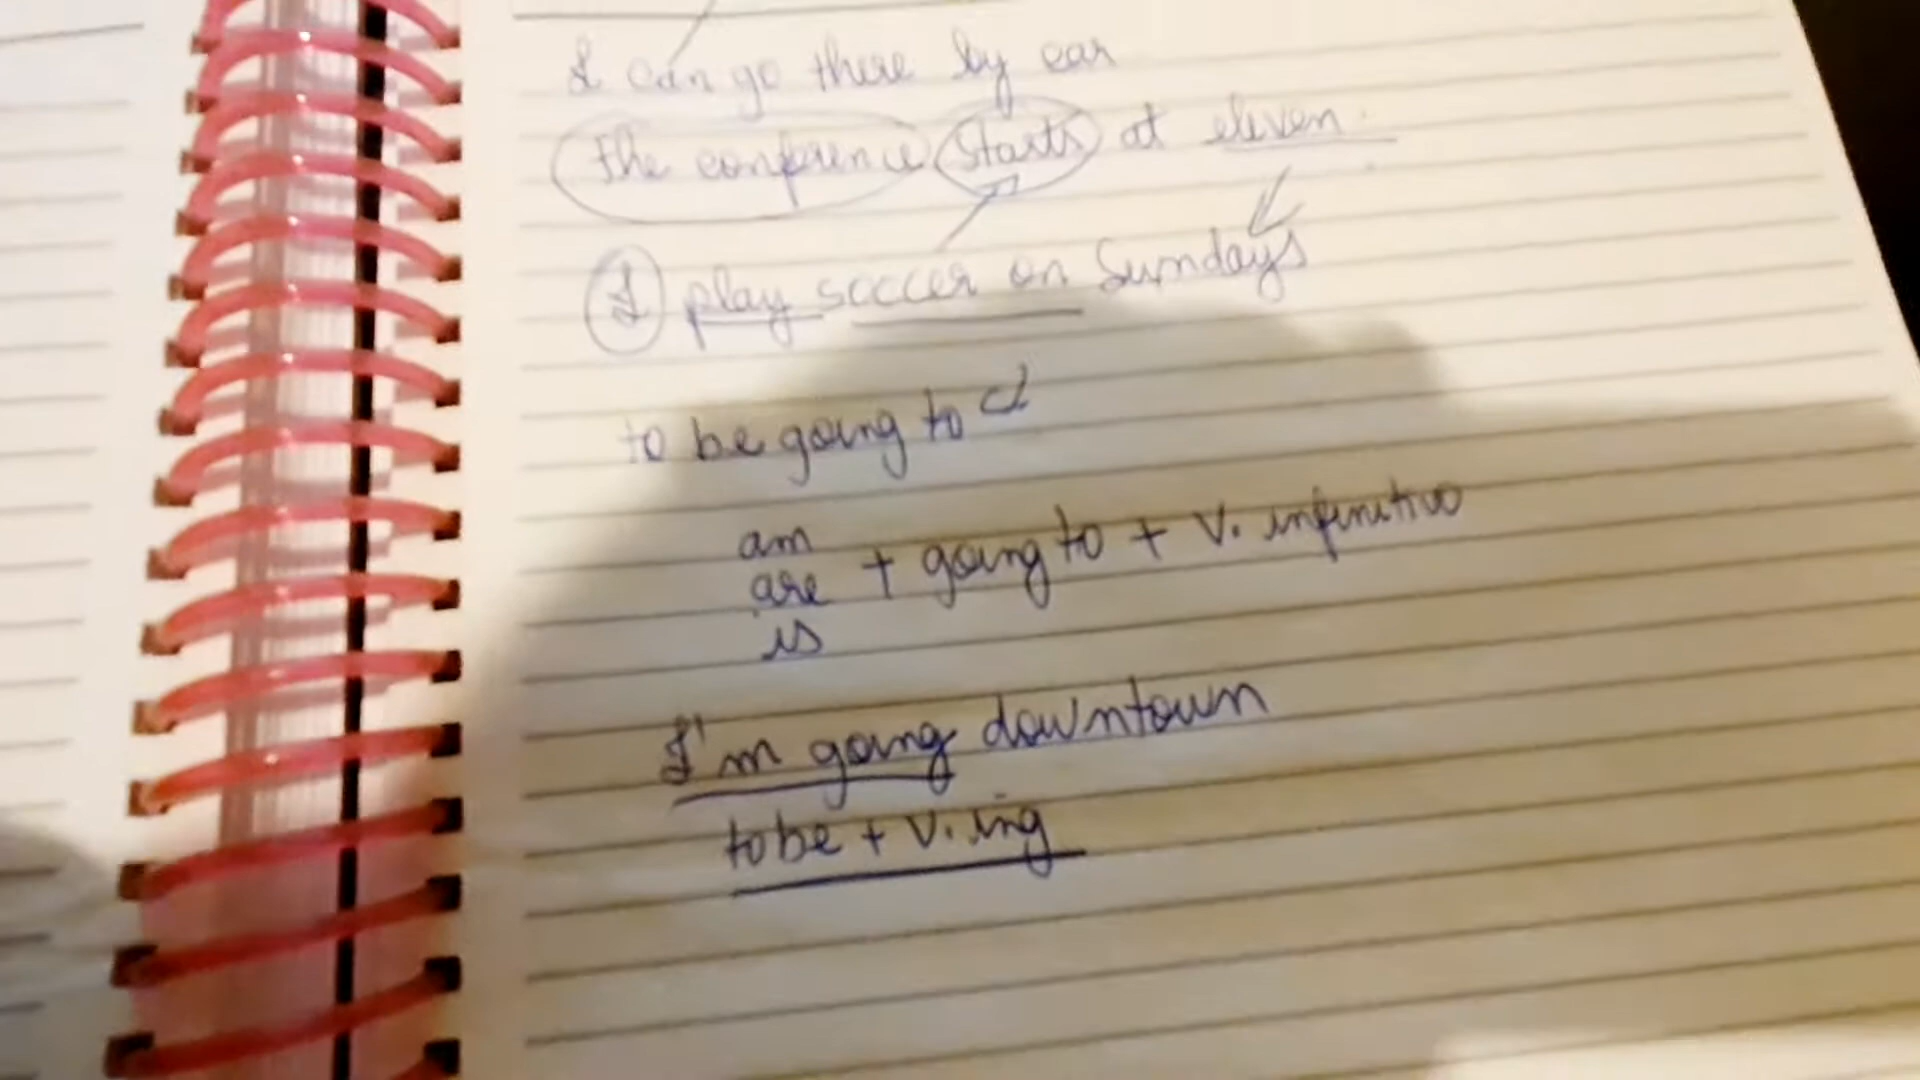 I can go there by car
The conference starts at eleven.
I play soccer on Sundays
to be going to
am
are + going to + v. infinitivo
is
I'm going downtown
to be + v. ing